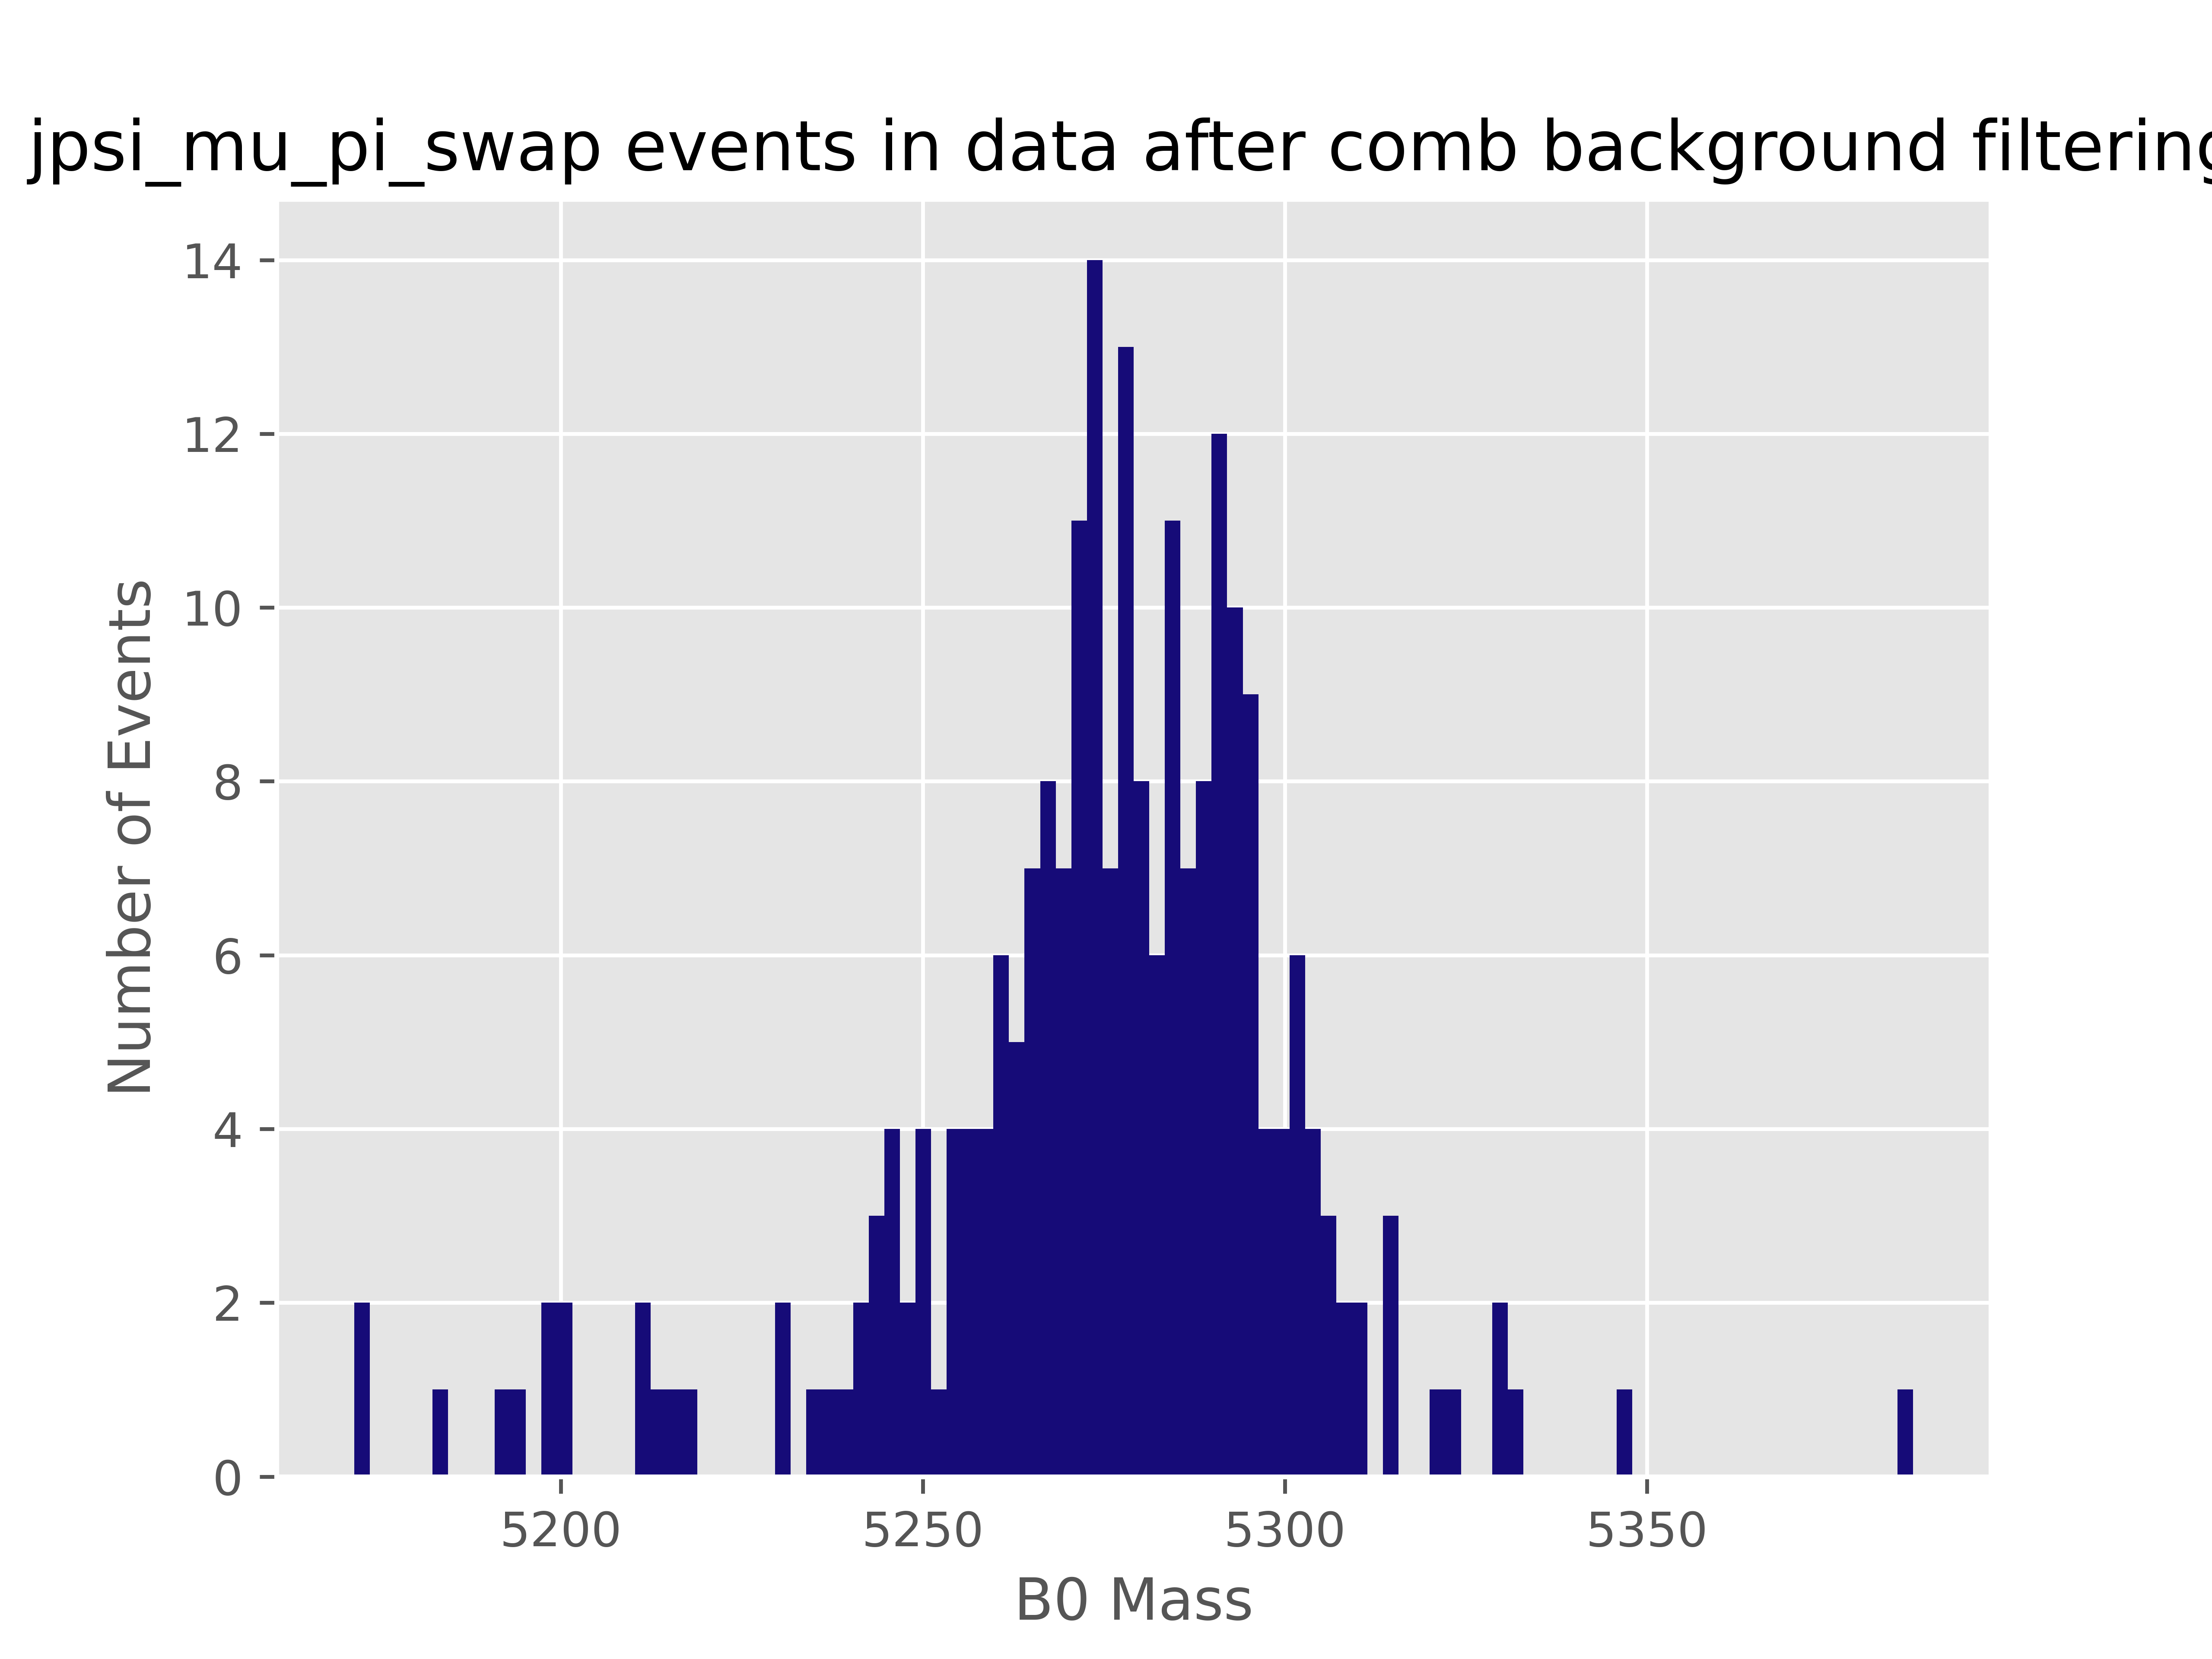 jpsi_mu_pi_swap events in data after comb background filtering
14
12
10
8
6
4
2
0
Number of Events
5200 5250 5300 5350
B0 Mass